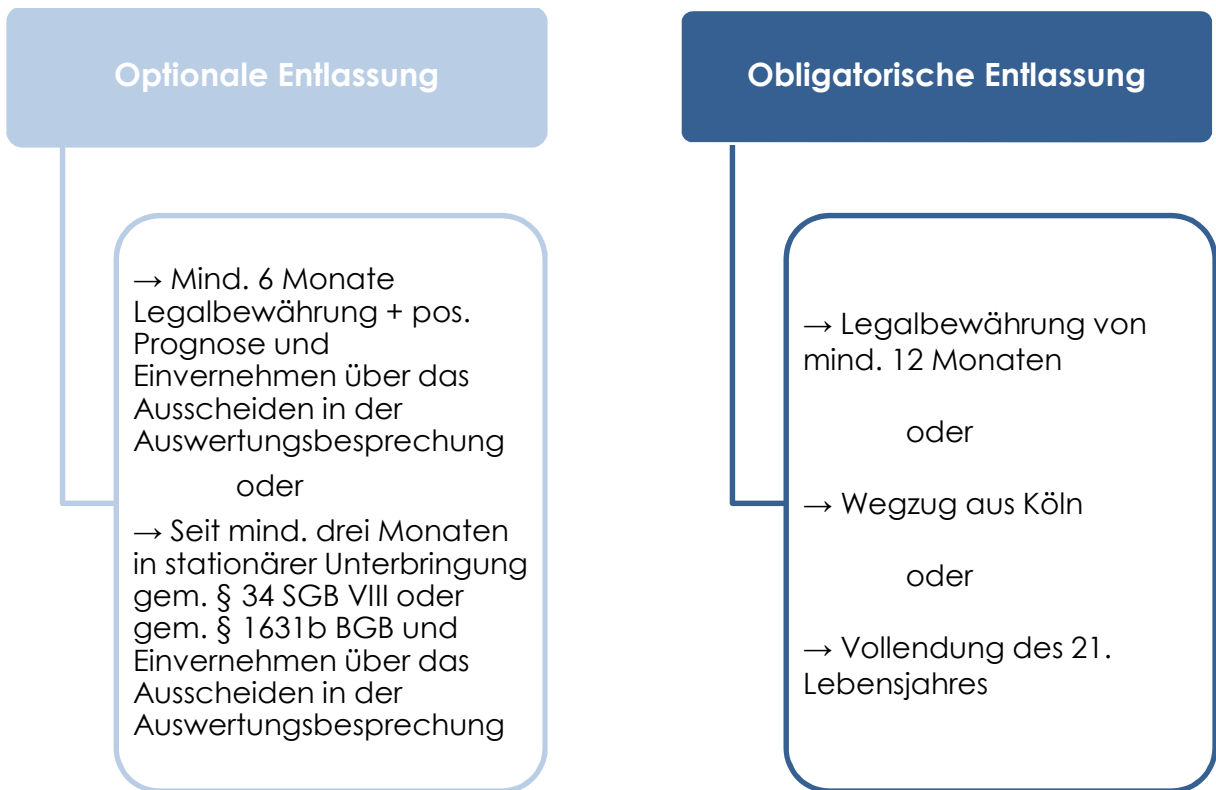 Optionale Entlassung
→ Mind. 6 Monate
Legalbewährung + pos.
Prognose und
Einvernehmen über das
Ausscheiden in der
Auswertungsbesprechung
oder
→ Seit mind. drei Monaten
in stationärer Unterbringung
gem. § 34 SGB VIII oder
gem. § 1631b BGB und
Einvernehmen über das
Ausscheiden in der
Auswertungsbesprechung
Obligatorische Entlassung
→ Legalbewährung von
mind. 12 Monaten
oder
→ Wegzug aus Köln
oder
→ Vollendung des 21.
Lebensjahres